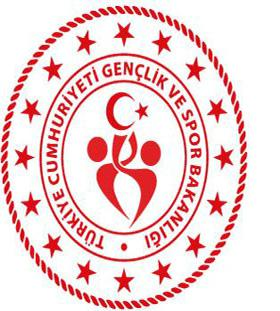 TÜRKİYE CUMHURİYETİ GENÇLİK VE SPOR BAKANLIĞI